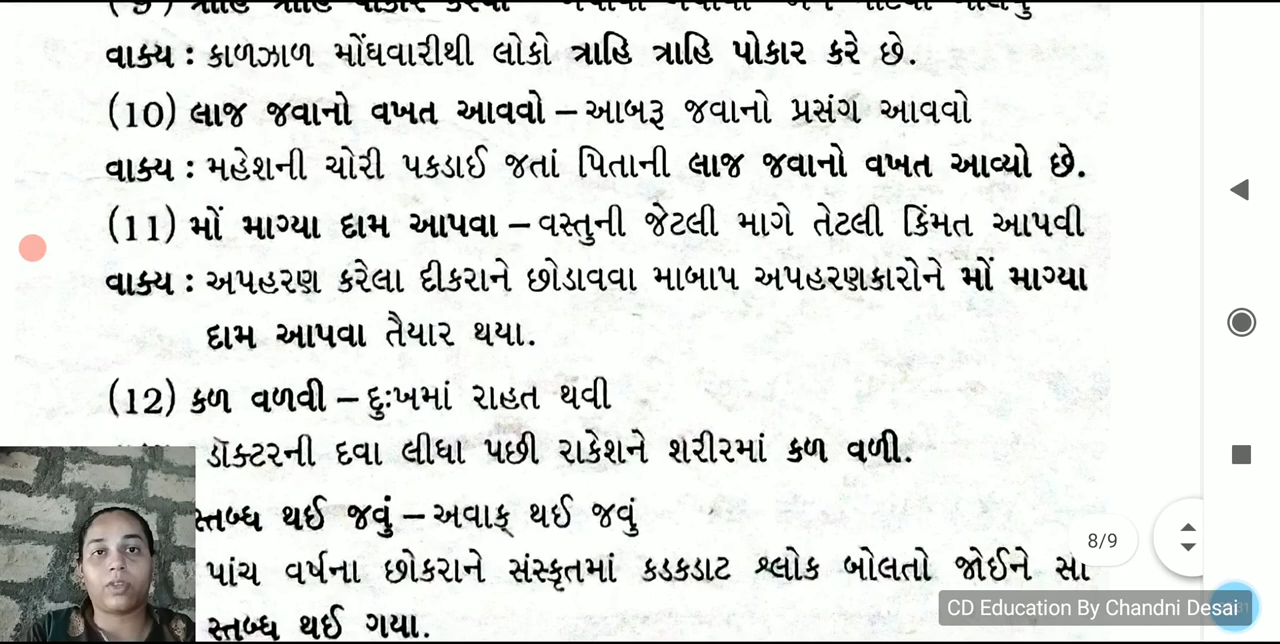 વાક્ય : કાળઝાળ મોંઘવારીથી લોકો ત્રાહિ ત્રાહિ પોકાર કરે છે.
(10) લાજ જવાનો વખત આવવો – આબરૂ જવાનો પ્રસંગ આવવો
વાક્ય : મહેશની ચોરી પકડાઈ જતાં પિતાની લાજ જવાનો વખત આવ્યો છે.
(11) મોં માગ્યા દામ આપવા – વસ્તુની જેટલી માગે તેટલી કિંમત આપવી
વાક્ય : અપહરણ કરેલા દીકરાને છોડાવવા માબાપ અપહરણકારોને મોં માગ્યા
દામ આપવા તૈયાર થયા.
(12) કળ વળવી – દુઃખમાં રાહત થવી
ડૉક્ટરની દવા લીધા પછી રાકેશને શરીરમાં કળ વળી.
સ્તબ્ધ થઈ જવું – અવાક્ થઈ જવું
8/9
પાંચ વર્ષના છોકરાને સંસ્કૃતમાં કડકડાટ શ્લોક બોલતો જોઈને
CD Education By Chandni Desai
સ્તબ્ધ થઈ ગયા.